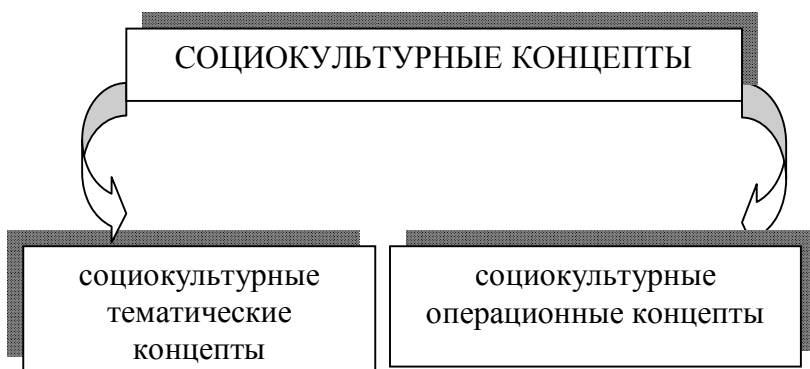 СОЦИОКУЛЬТУРНЫЕ КОНЦЕПТЫ
социокультурные
тематические
концепты
социокультурные
операционные концепты